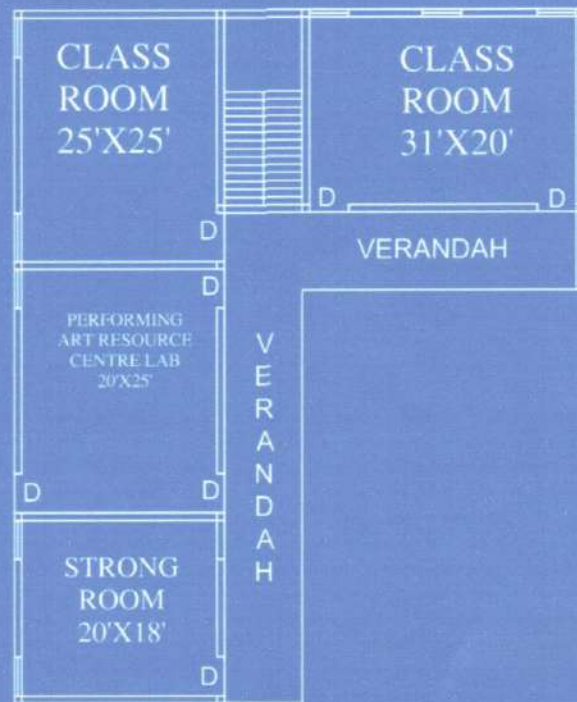 CLASS
ROOM
25'X25'
CLASS
ROOM
31'X20'
D
D
D
VERANDAH
D
PERFORMING
ART RESOURCE
CENTRE LAB
20'X25'
VERANDAH
D
D
STRONG
ROOM
20'X18'
D